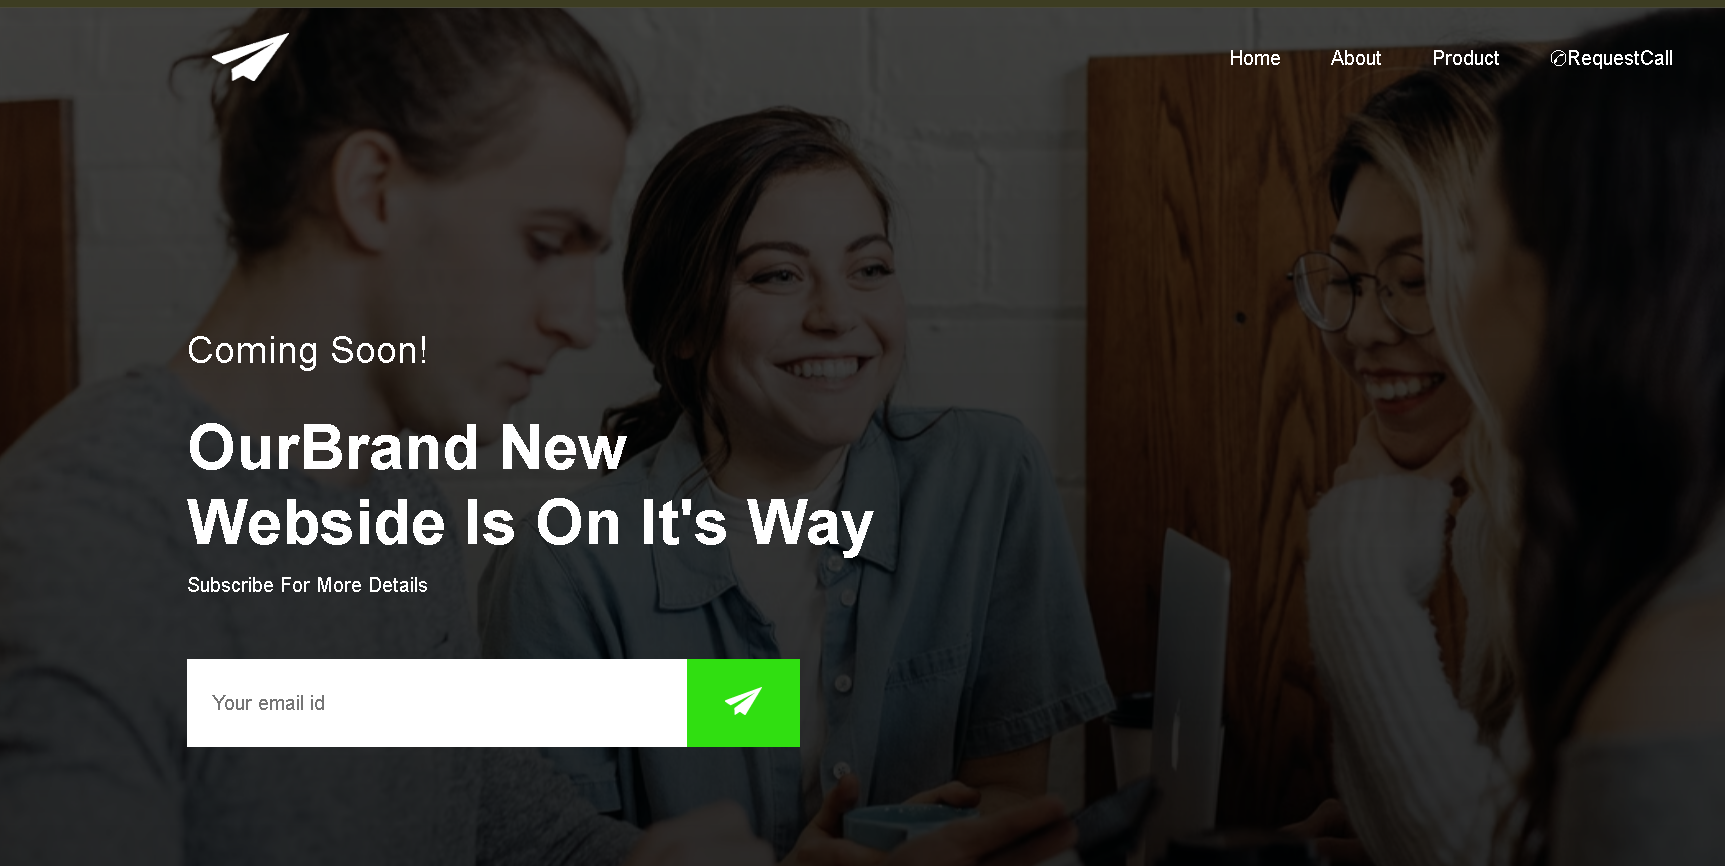 Home About Product RequestCall
Coming Soon!
OurBrand New
Webside Is On It's Way
Subscribe For More Details
Your email id